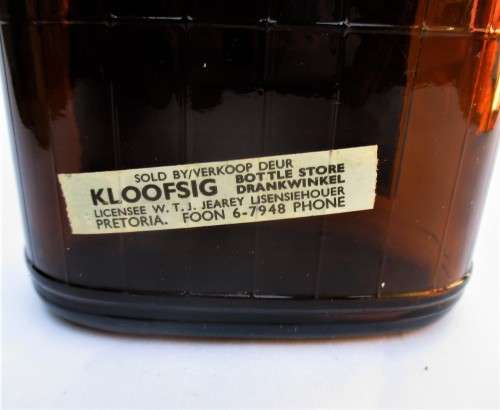 SOLD BY/VERKOOP DEUR
KLOOFSIG BOTTLE STORE
DRANKWINKEL
LICENSEE W. T. J. JEAREY LISENSIEHOUER
PRETORIA. FOON 6-7948 PHONE